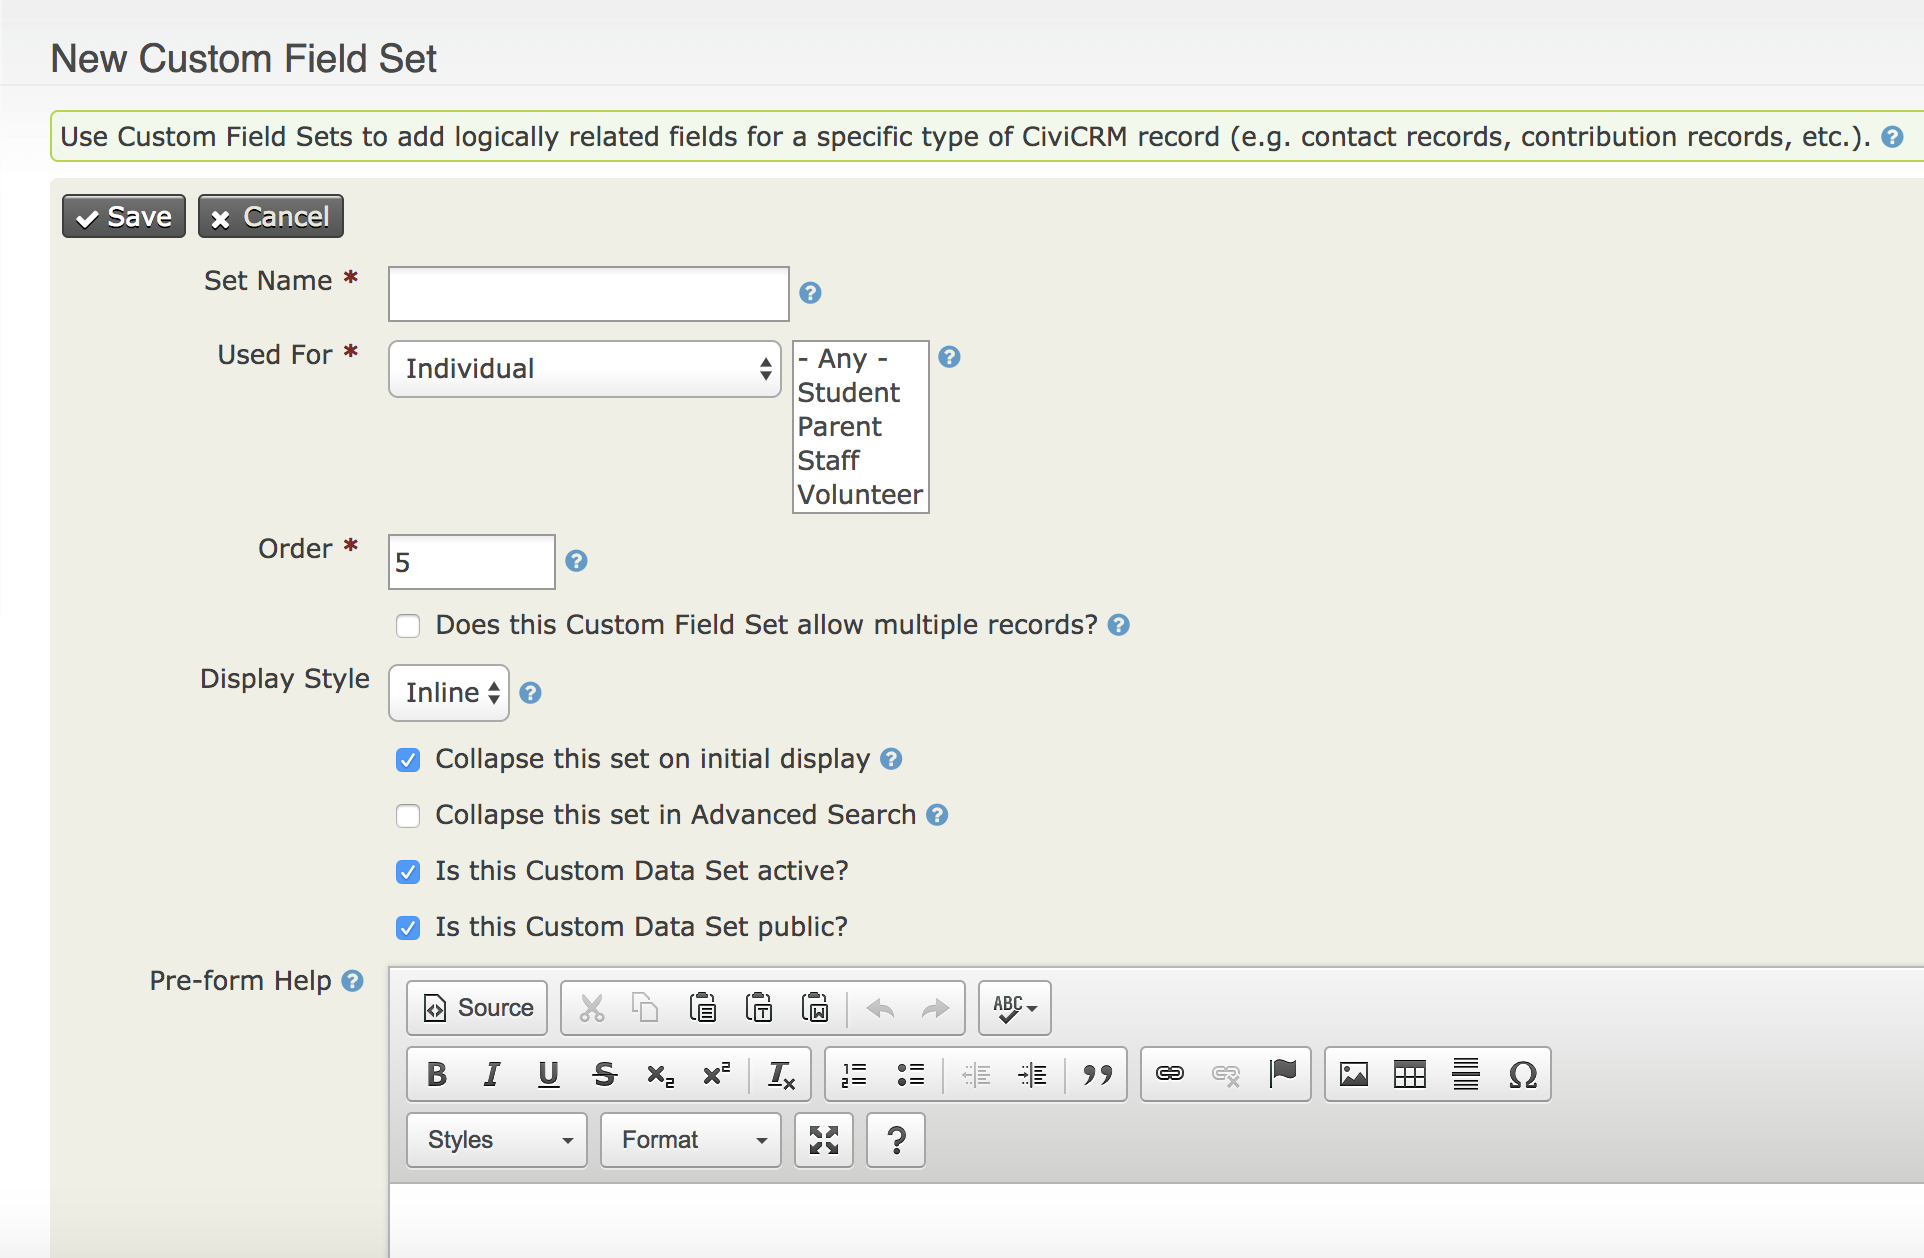 New Custom Field Set
Use Custom Field Sets to add logically related fields for a specific type of CiviCRM record (e.g. contact records, contribution records, etc.). ?
Save Cancel
Set Name * ?
Used For * Individual - Any - ?
Student
Parent
Staff
Volunteer
Order * 5 ?
Does this Custom Field Set allow multiple records? ?
Display Style Inline ?
Collapse this set on initial display ?
Collapse this set in Advanced Search ?
Is this Custom Data Set active?
Is this Custom Data Set public?
Pre-form Help ?
Source ABC
B I U S x₂ x² Tx Ω
Styles Format ?